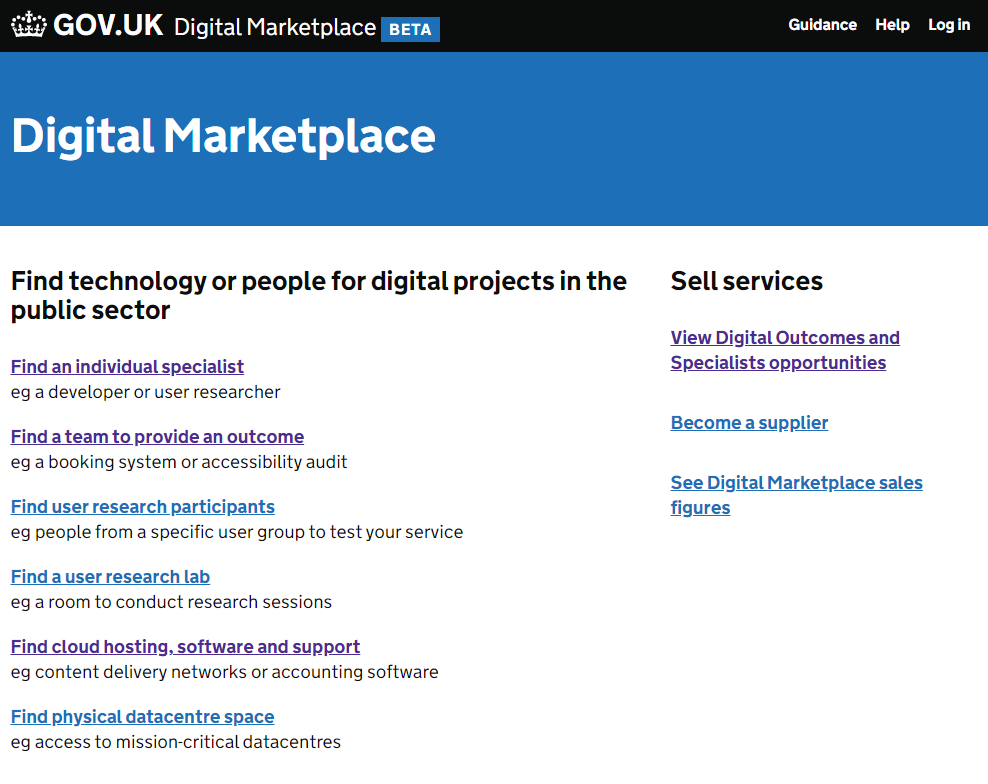 GOV.UK Digital Marketplace BETA
Guidance Help Log in
Digital Marketplace
Find technology or people for digital projects in the
public sector
Find an individual specialist
eg a developer or user researcher
Find a team to provide an outcome
eg a booking system or accessibility audit
Find user research participants
eg people from a specific user group to test your service
Find a user research lab
eg a room to conduct research sessions
Find cloud hosting, software and support
eg content delivery networks or accounting software
Find physical datacentre space
eg access to mission-critical datacentres
Sell services
View Digital Outcomes and
Specialists opportunities
Become a supplier
See Digital Marketplace sales
figures